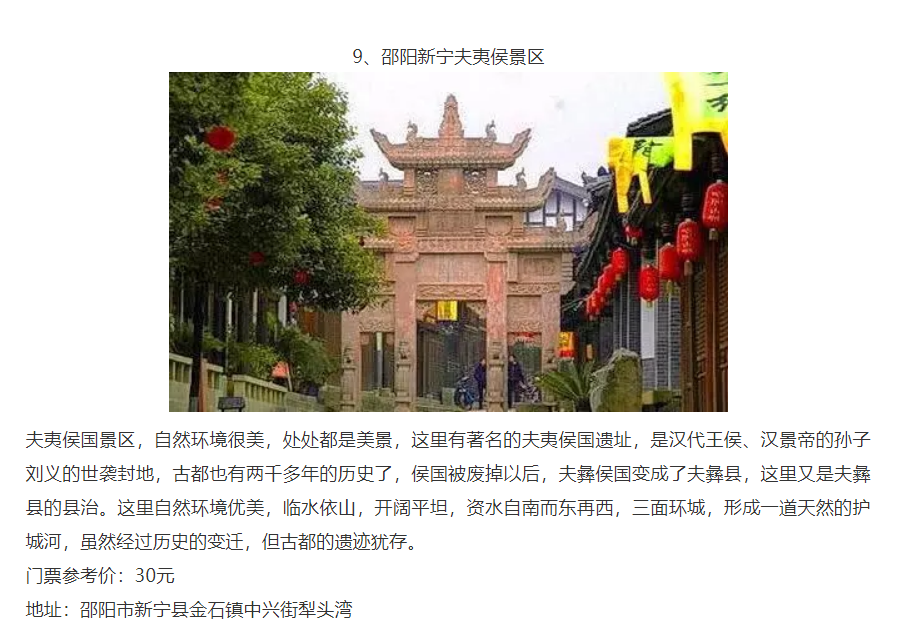 9、邵阳新宁夫夷侯景区
夫夷侯国景区，自然环境很美，处处都是美景，这里有著名的夫夷侯国遗址，是汉代王侯、汉景帝的孙子
刘义的世袭封地，古都也有两千多年的历史了，侯国被废掉以后，夫彝侯国变成了夫彝县，这里又是夫彝
县的县治。这里自然环境优美，临水依山，开阔平坦，资水自南而东再西，三面环城，形成一道天然的护
城河，虽然经过历史的变迁，但古都的遗迹犹存。
门票参考价：30元
地址：邵阳市新宁县金石镇中兴街犁头湾